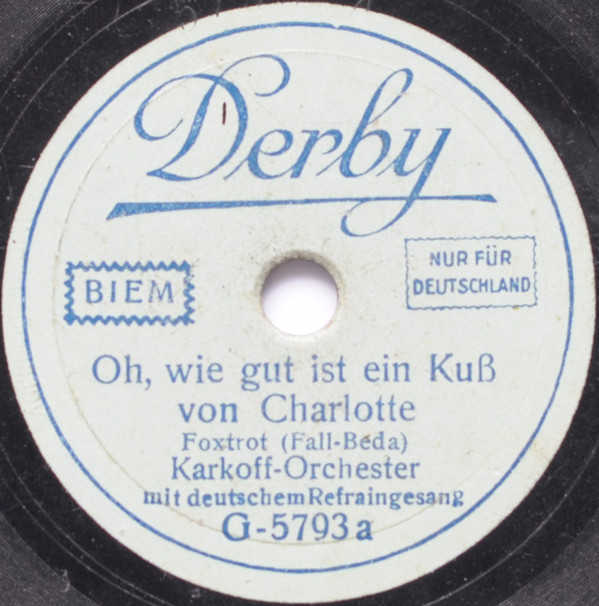 Derby
BIEM
NUR FÜR
DEUTSCHLAND
Oh, wie gut ist ein Kuß
von Charlotte
Foxtrot (Fall-Beda)
Karkoff-Orchester
mit deutschem Refraingesang
G-5793a